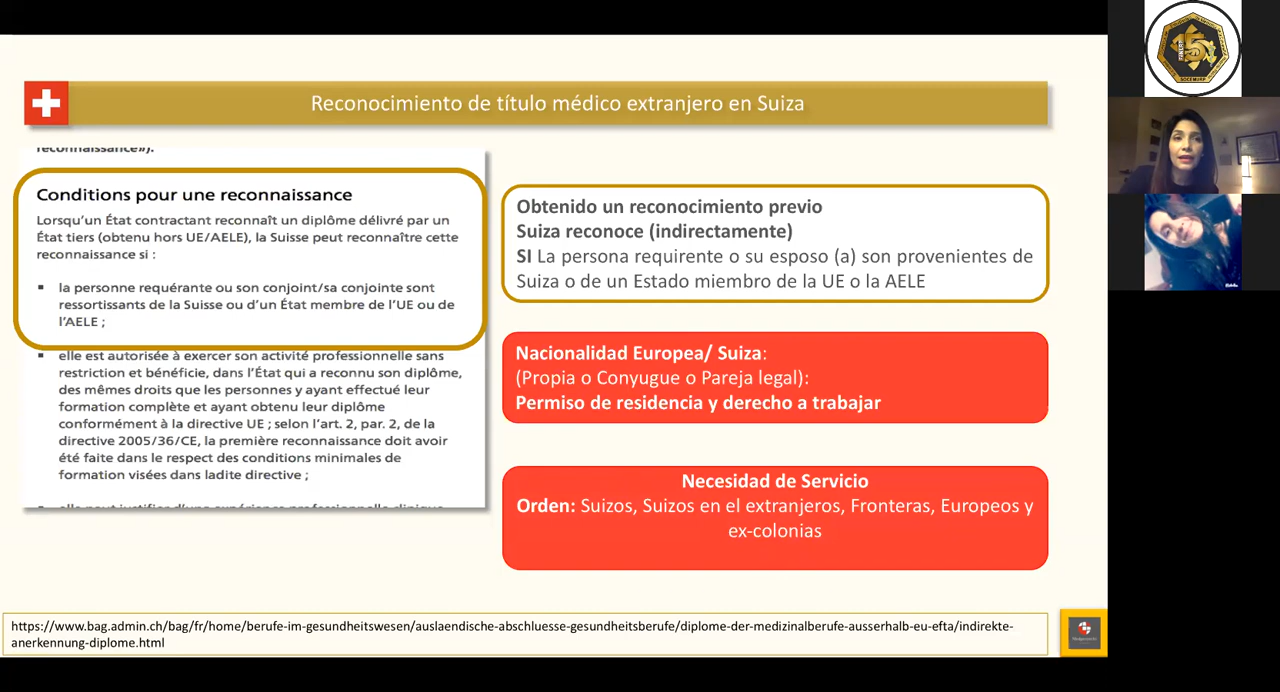 Reconocimiento de título médico extranjero en Suiza
reconnaissance»).
Conditions pour une reconnaissance
Lorsqu'un État contractant reconnaît un diplôme délivré par un
État tiers (obtenu hors UE/AELE), la Suisse peut reconnaître cette
reconnaissance si :
▪ la personne requérante ou son conjoint/sa conjointe sont
ressortissants de la Suisse ou d'un État membre de l'UE ou de
l'AELE ;
▪ elle est autorisée à exercer son activité professionnelle sans
restriction et bénéficie, dans l'État qui a reconnu son diplôme,
des mêmes droits que les personnes y ayant effectué leur
formation complète et ayant obtenu leur diplôme
conformément à la directive UE ; selon l'art. 2, par. 2, de la
directive 2005/36/CE, la première reconnaissance doit avoir
été faite dans le respect des conditions minimales de
formation visées dans ladite directive ;
Obtenido un reconocimiento previo
Suiza reconoce (indirectamente)
SI La persona requirente o su esposo (a) son provenientes de
Suiza o de un Estado miembro de la UE o la AELE
Nacionalidad Europea/ Suiza:
(Propia o Conyugue o Pareja legal):
Permiso de residencia y derecho a trabajar
Necesidad de Servicio
Orden: Suizos, Suizos en el extranjeros, Fronteras, Europeos y
ex-colonias
https://www.bag.admin.ch/bag/fr/home/berufe-im-gesundheitswesen/auslaendische-abschluesse-gesundheitsberufe/diplome-der-medizinalberufe-ausserhalb-eu-efta/indirekte-
anerkennung-diplome.html
15
SOCEMURP